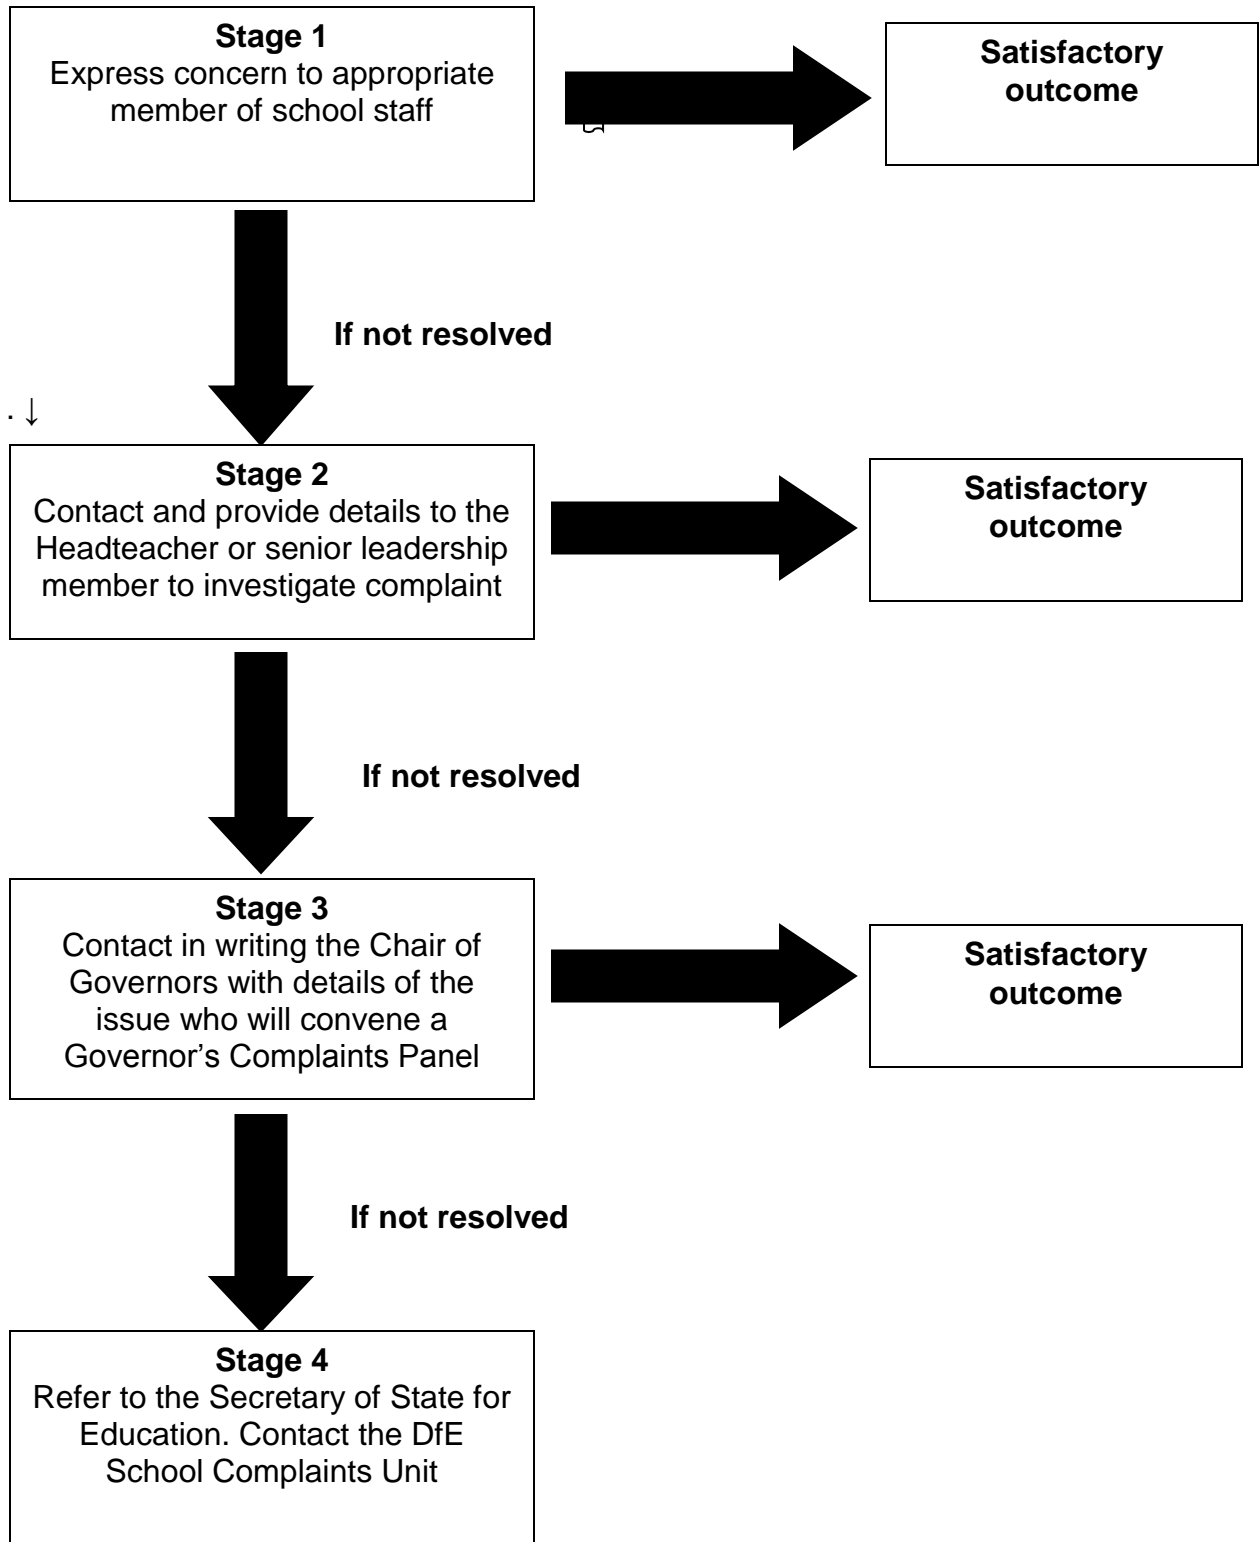 Stage 1
Express concern to appropriate
member of school staff
Satisfactory
outcome
If not resolved
. ↓
Stage 2
Contact and provide details to the
Headteacher or senior leadership
member to investigate complaint
Satisfactory
outcome
If not resolved
Stage 3
Contact in writing the Chair of
Governors with details of the
issue who will convene a
Governor’s Complaints Panel
Satisfactory
outcome
If not resolved
Stage 4
Refer to the Secretary of State for
Education. Contact the DfE
School Complaints Unit